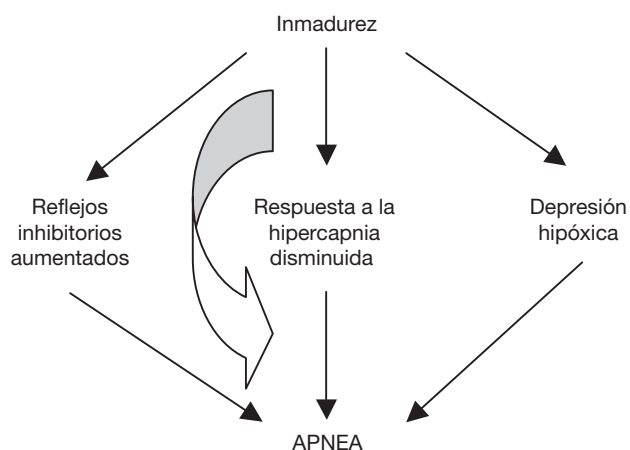 Inmadurez
Reflejos
inhibitorios
aumentados
Respuesta a la
hipercapnia
disminuida
Depresión
hipóxica
APNEA